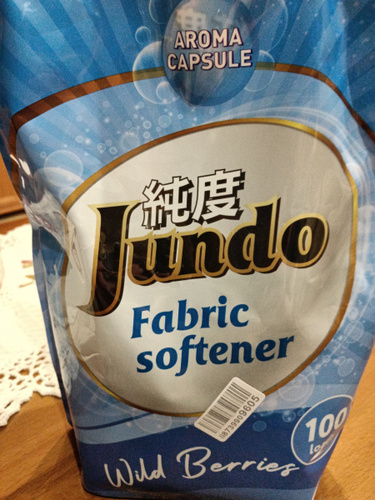 AROMA
CAPSULE
純度
Jundo
Fabric
softener
100
Wild Berries